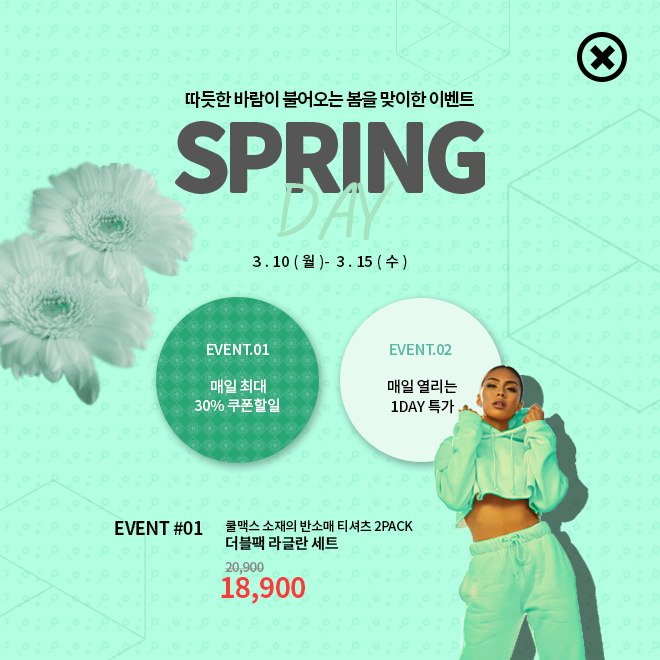 따듯한 바람이 불어오는 봄을 맞이한 이벤트
SPRING
DAY
3 . 10 ( 월 )- 3 . 15 ( 수 )
EVENT.01
매일 최대
30% 쿠폰할일
EVENT.02
매일 열리는
1DAY 특가
EVENT #01
쿨맥스 소재의 반소매 티셔츠 2PACK
더블팩 라글란 세트
20,900
18,900